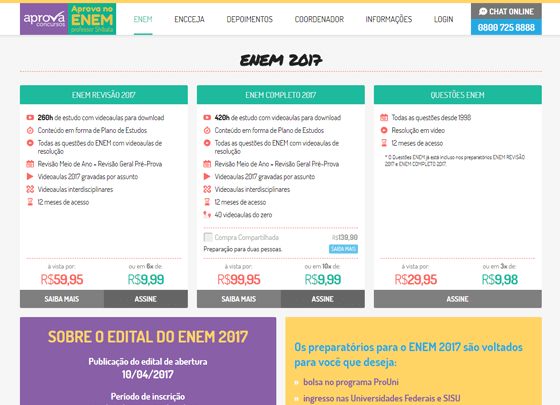 aprova
concursos
Aprova no
ENEM
professor Shibata
ENEM
ENCCEJA
DEPOIMENTOS
COORDENADOR
INFORMAÇÕES
LOGIN
CHAT ONLINE
0800 725 8888
ENEM 2017
ENEM REVISÃO 2017
260h de estudo com videoaulas para download
Conteúdo em forma de Plano de Estudos
Todas as questões do ENEM com videoaulas de
resolução
Revisão Meio de Ano + Revisão Geral Pré-Prova
Videoaulas 2017 gravadas por assunto
Videoaulas interdisciplinares
12 meses de acesso
à vista por:
R$59,95
ou em 6x de:
R$9,99
SAIBA MAIS
ASSINE
ENEM COMPLETO 2017
420h de estudo com videoaulas para download
Conteúdo em forma de Plano de Estudos
Todas as questões do ENEM com videoaulas de
resolução
Revisão Meio de Ano + Revisão Geral Pré-Prova
Videoaulas 2017 gravadas por assunto
Videoaulas interdisciplinares
12 meses de acesso
40 videoaulas do zero
Compra Compartilhada
R$139,90
Preparação para duas pessoas.
SAIBA MAIS
à vista por:
R$99,95
ou em 10x de:
R$9,99
SAIBA MAIS
ASSINE
QUESTÕES ENEM
Todas as questões desde 1998
Resolução em vídeo
12 meses de acesso
* O Questões ENEM já está incluso nos preparatórios ENEM REVISÃO
2017 e ENEM COMPLETO 2017.
à vista por:
R$29,95
ou em 3x de:
R$9,98
ASSINE
SOBRE O EDITAL DO ENEM 2017
Publicação do edital de abertura
10/04/2017
Período de inscrição
Os preparatórios para o ENEM 2017 são voltados
para você que deseja:
» bolsa no programa ProUni
» ingresso nas Universidades Federais e SISU